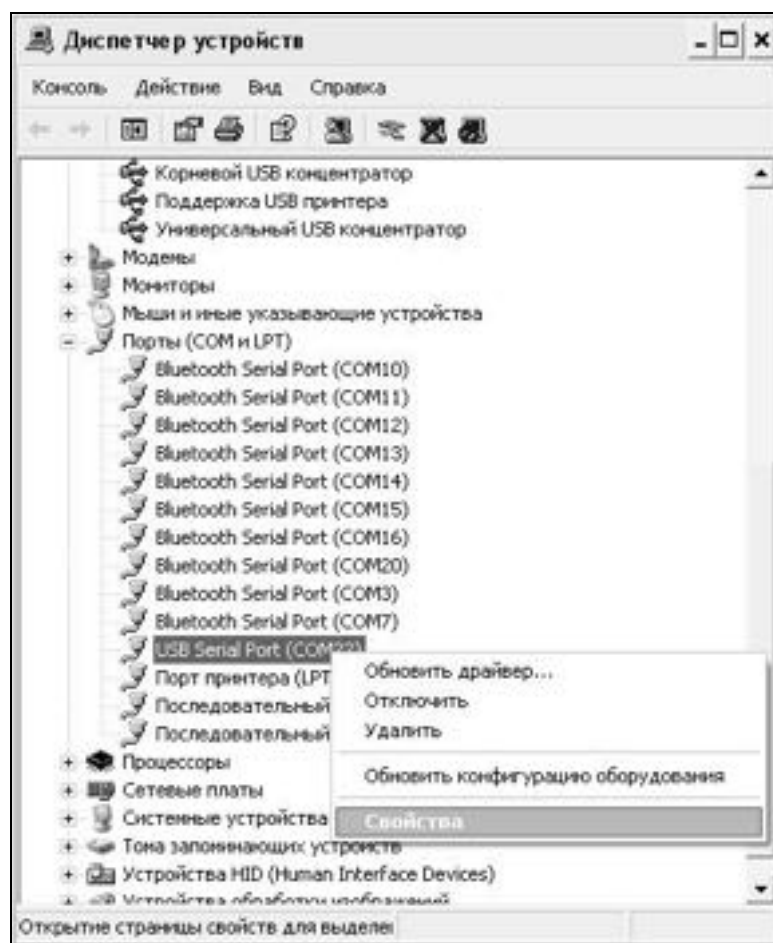 Диспетчер устройств
Консоль Действие Вид Справка
Корневой USB концентратор
Поддержка USB принтера
Универсальный USB концентратор
Модемы
Мониторы
Мыши и иные указывающие устройства
Порты (COM и LPT)
Bluetooth Serial Port (COM10)
Bluetooth Serial Port (COM11)
Bluetooth Serial Port (COM12)
Bluetooth Serial Port (COM13)
Bluetooth Serial Port (COM14)
Bluetooth Serial Port (COM15)
Bluetooth Serial Port (COM16)
Bluetooth Serial Port (COM20)
Bluetooth Serial Port (COM3)
Bluetooth Serial Port (COM7)
USB Serial Port
Порт принтера (LPT
Последовательный
Последовательный
Обновить драйвер...
Отключить
Удалить
Обновить конфигурацию оборудования
Свойства
Процессоры
Сетевые платы
Системные устройства
Тома запоминающих устройств
Устройства HID (Human Interface Devices)
Устройства обработки изображений
Открытие страницы свойств для выделен